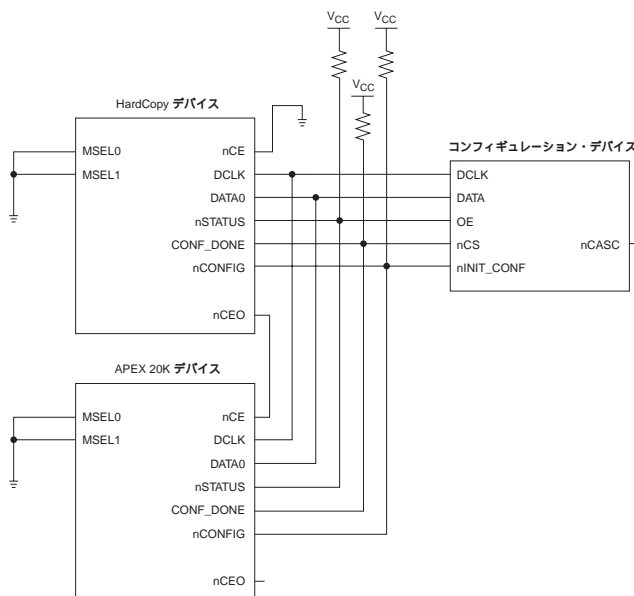 VCC
VCC
VCC
HardCopy デバイス
MSEL0
MSEL1
nCE
DCLK
DATA0
nSTATUS
CONF_DONE
nCONFIG
nCEO
コンフィギュレーション・デバイス
DCLK
DATA
OE
nCS
nINIT_CONF
nCASC
APEX 20K デバイス
MSEL0
MSEL1
nCE
DCLK
DATA0
nSTATUS
CONF_DONE
nCONFIG
nCEO